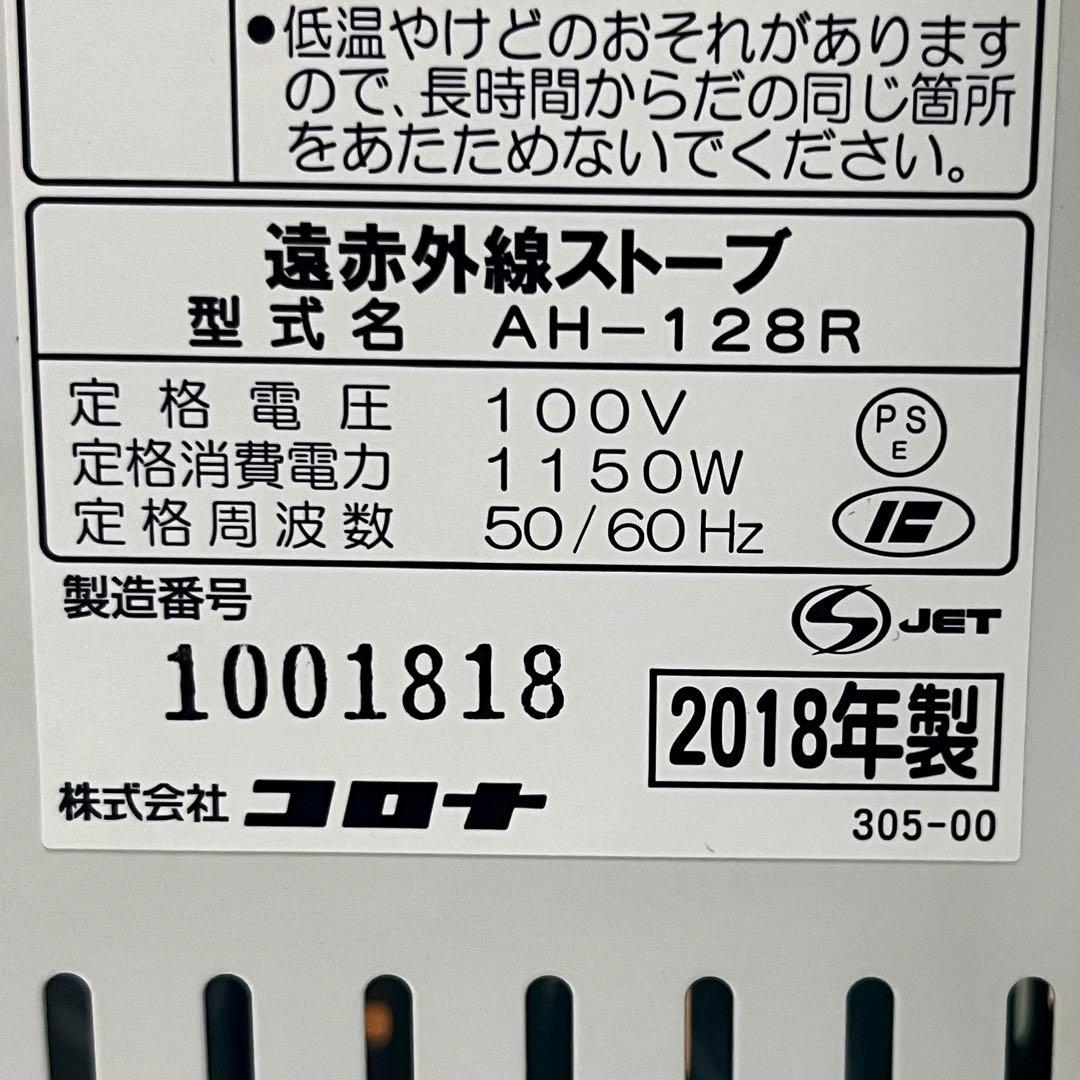 ●低温やけどのおそれがあります
ので、長時間からだの同じ箇所
をあたためないでください。
遠赤外線ストーブ
型式名 AH-128R
定格電圧 100V
定格消費電力 1150W
定格周波数 50/60Hz
PS
E
製造番号
JET
1001818
2018年製
株式会社 コロナ
305-00